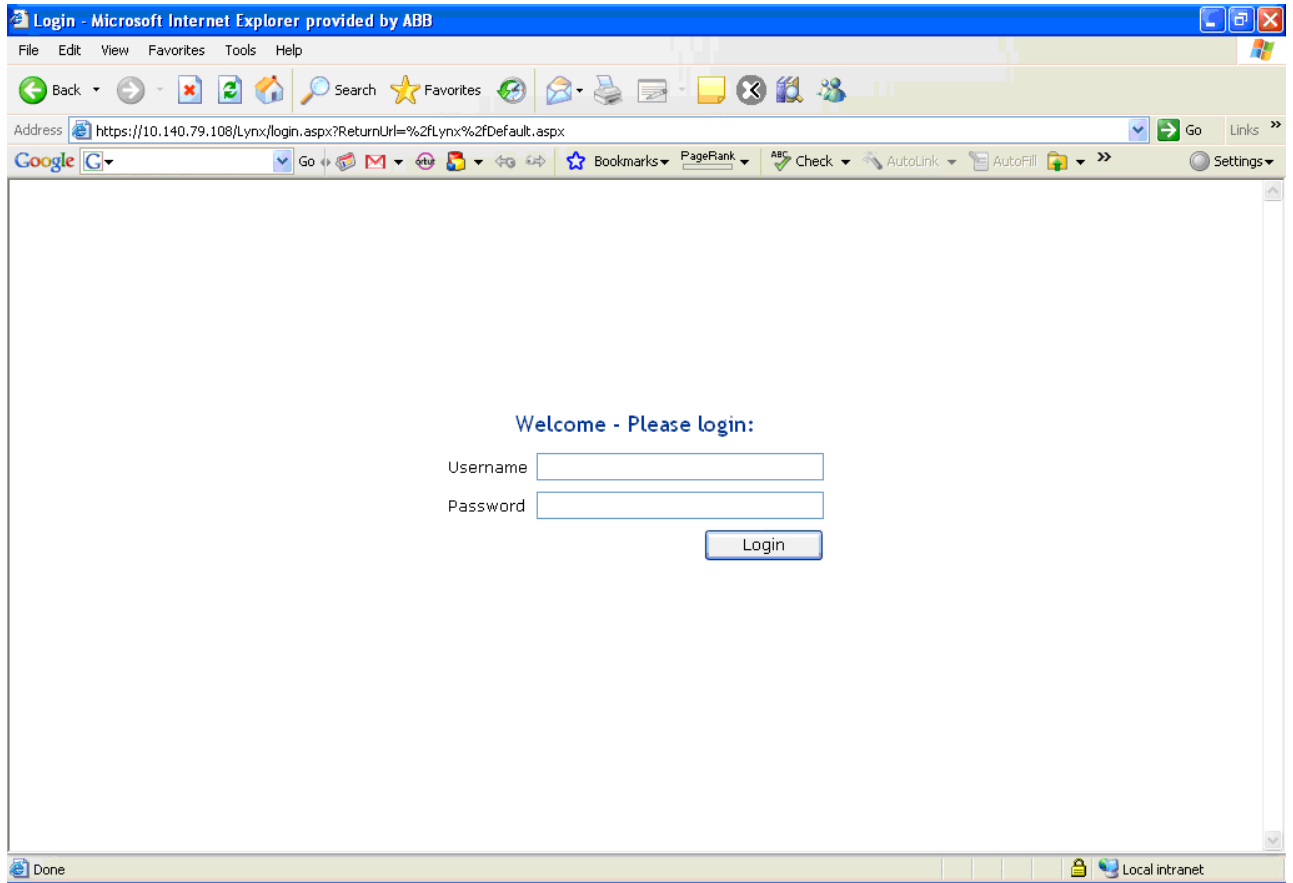 Login - Microsoft Internet Explorer provided by ABB
File Edit View Favorites Tools Help
Back Search Favorites
Address https://10.140.79.108/Lynx/login.aspx?ReturnUrl=%2fLynx%2fDefault.aspx Go Links »
Google G Go Bookmarks PageRank ABC Check AutoLink AutoFill » Settings
Welcome - Please login:
Username
Password
Login
Done Local intranet